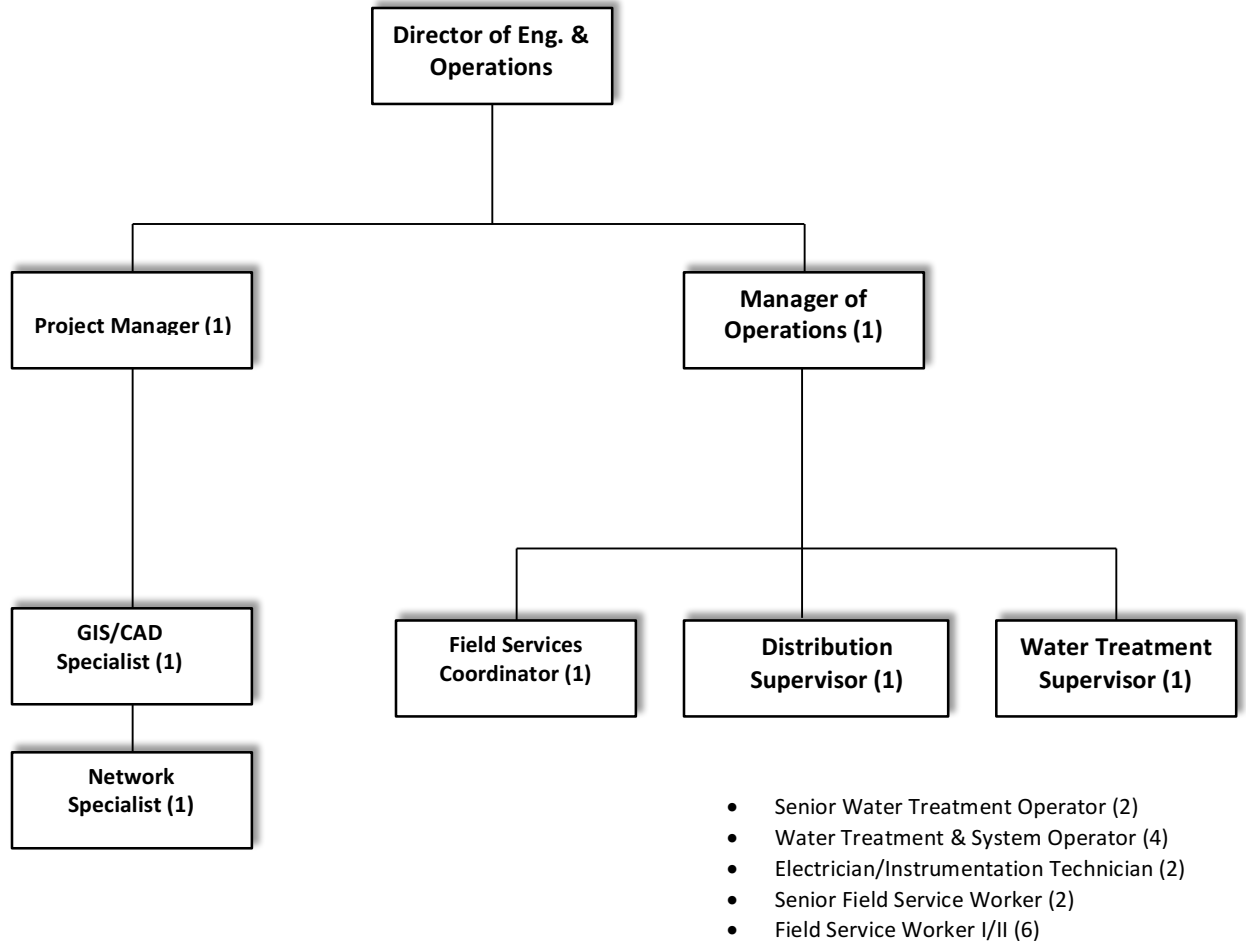 Director of Eng. &
Operations
Project Manager (1)
Manager of
Operations (1)
GIS/CAD
Specialist (1)
Field Services
Coordinator (1)
Distribution
Supervisor (1)
Water Treatment
Supervisor (1)
Network
Specialist (1)
• Senior Water Treatment Operator (2)
• Water Treatment & System Operator (4)
• Electrician/Instrumentation Technician (2)
• Senior Field Service Worker (2)
• Field Service Worker I/II (6)